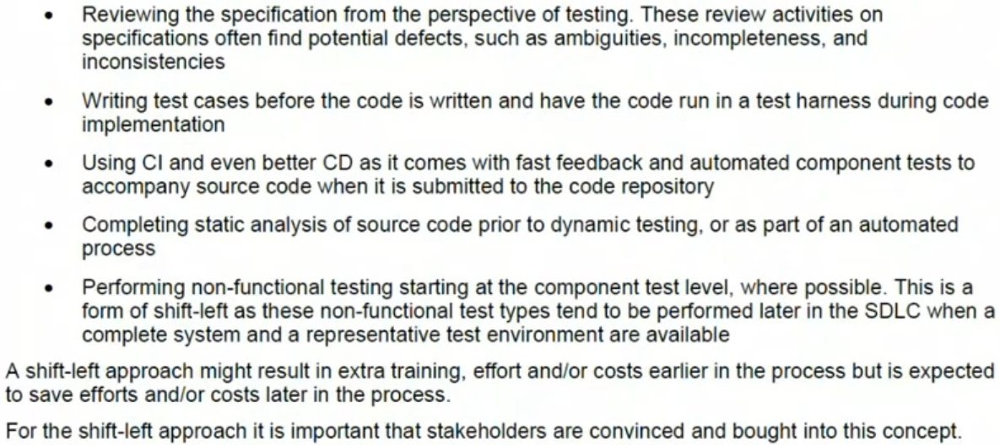 • Reviewing the specification from the perspective of testing. These review activities on
specifications often find potential defects, such as ambiguities, incompleteness, and
inconsistencies
• Writing test cases before the code is written and have the code run in a test harness during code
implementation
• Using CI and even better CD as it comes with fast feedback and automated component tests to
accompany source code when it is submitted to the code repository
• Completing static analysis of source code prior to dynamic testing, or as part of an automated
process
• Performing non-functional testing starting at the component test level, where possible. This is a
form of shift-left as these non-functional test types tend to be performed later in the SDLC when a
complete system and a representative test environment are available
A shift-left approach might result in extra training, effort and/or costs earlier in the process but is expected
to save efforts and/or costs later in the process.
For the shift-left approach it is important that stakeholders are convinced and bought into this concept.